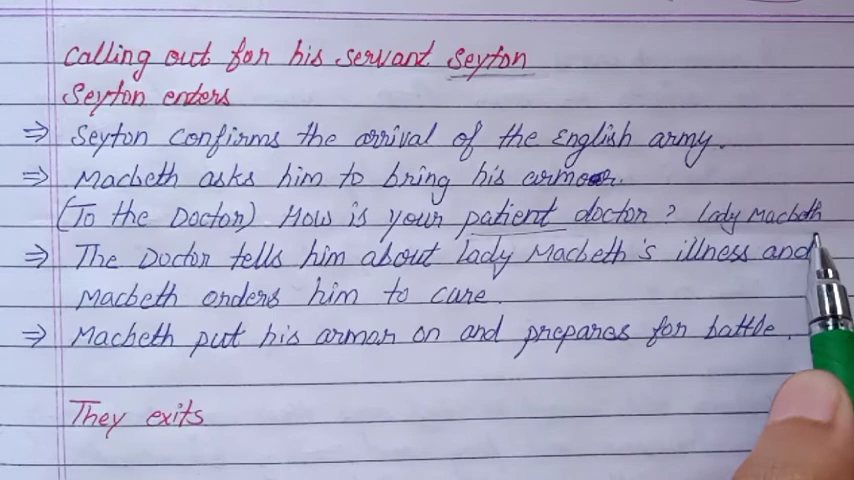 Calling out for his servant Seyton
Seyton enters
⇒ Seyton confirms the arrival of the English army.
⇒ Macbeth asks him to bring his armour.
(To the Doctor) How is your patient doctor? Lady Macbeth
⇒ The Doctor tells him about Lady Macbeth's illness and
Macbeth orders him to cure.
⇒ Macbeth put his armor on and prepares for battle.
They exits